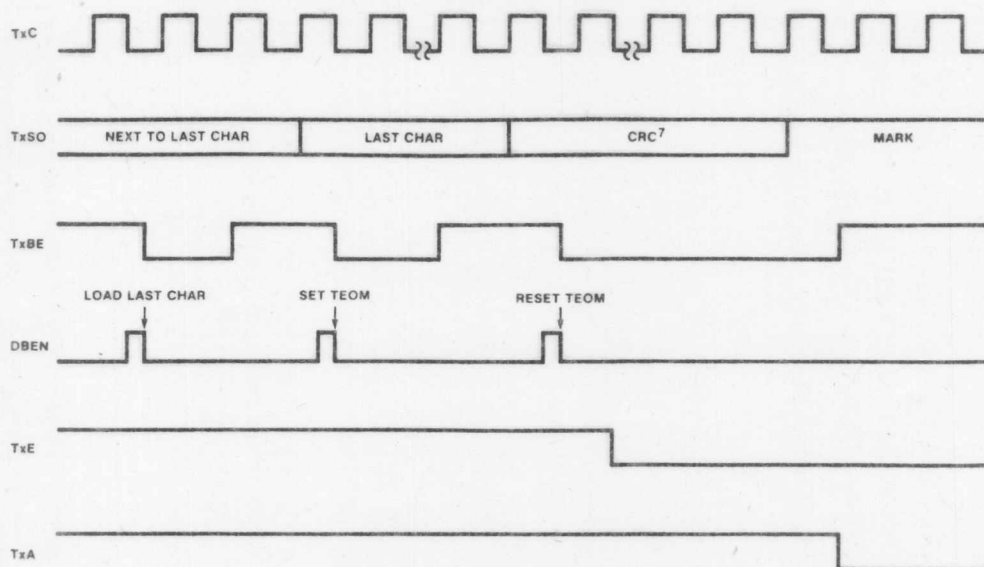 TxC
TxSO
NEXT TO LAST CHAR
LAST CHAR
CRC⁷
MARK
TxBE
LOAD LAST CHAR
SET TEOM
RESET TEOM
DBEN
TxE
TxA